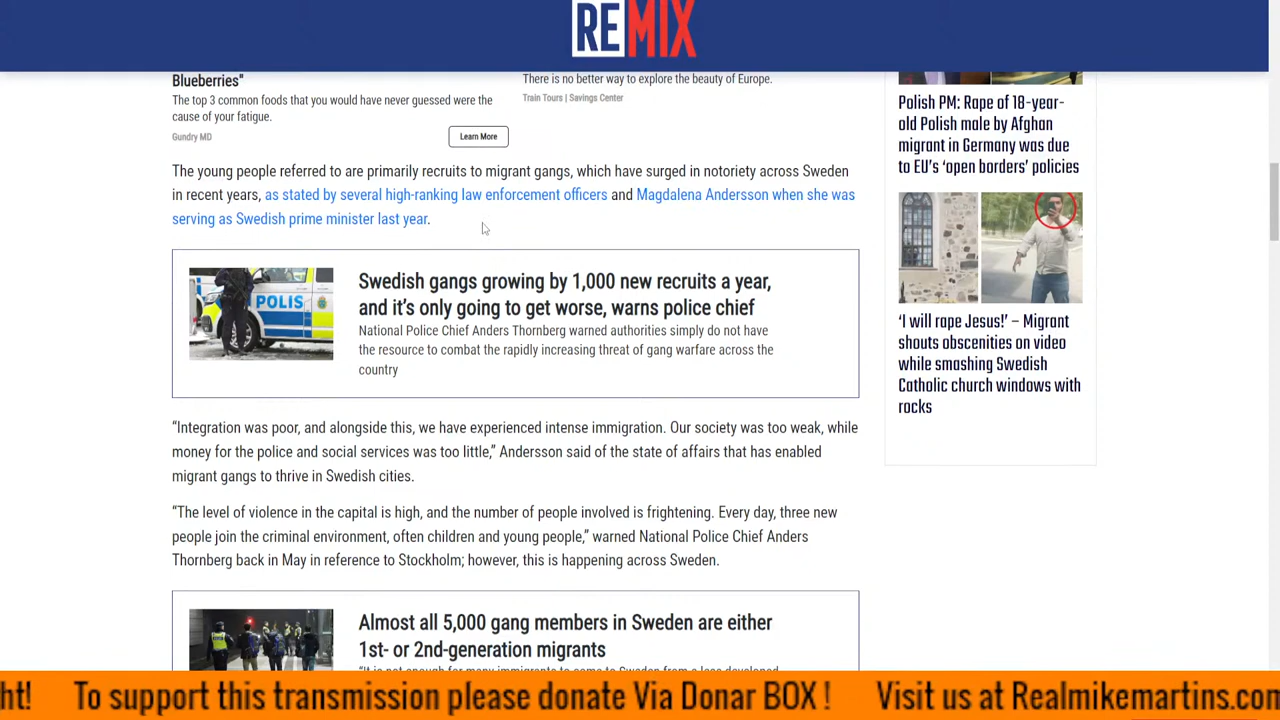 REMIX
Blueberries"
The top 3 common foods that you would have never guessed were the
cause of your fatigue.
Gundry MD
Learn More
There is no better way to explore the beauty of Europe.
Train Tours | Savings Center
The young people referred to are primarily recruits to migrant gangs, which have surged in notoriety across Sweden
in recent years, as stated by several high-ranking law enforcement officers and Magdalena Andersson when she was
serving as Swedish prime minister last year.
POLIS
Swedish gangs growing by 1,000 new recruits a year,
and it's only going to get worse, warns police chief
National Police Chief Anders Thornberg warned authorities simply do not have
the resource to combat the rapidly increasing threat of gang warfare across the
country
“Integration was poor, and alongside this, we have experienced intense immigration. Our society was too weak, while
money for the police and social services was too little,” Andersson said of the state of affairs that has enabled
migrant gangs to thrive in Swedish cities.
“The level of violence in the capital is high, and the number of people involved is frightening. Every day, three new
people join the criminal environment, often children and young people,” warned National Police Chief Anders
Thornberg back in May in reference to Stockholm; however, this is happening across Sweden.
Almost all 5,000 gang members in Sweden are either
1st- or 2nd-generation migrants
“It is not enough for many immigrants to come to Sweden from a less developed
Polish PM: Rape of 18-year-
old Polish male by Afghan
migrant in Germany was due
to EU's ‘open borders’ policies
‘I will rape Jesus!’ – Migrant
shouts obscenities on video
while smashing Swedish
Catholic church windows with
rocks
ht! To support this transmission please donate Via Donar BOX ! Visit us at Realmikemartins.com